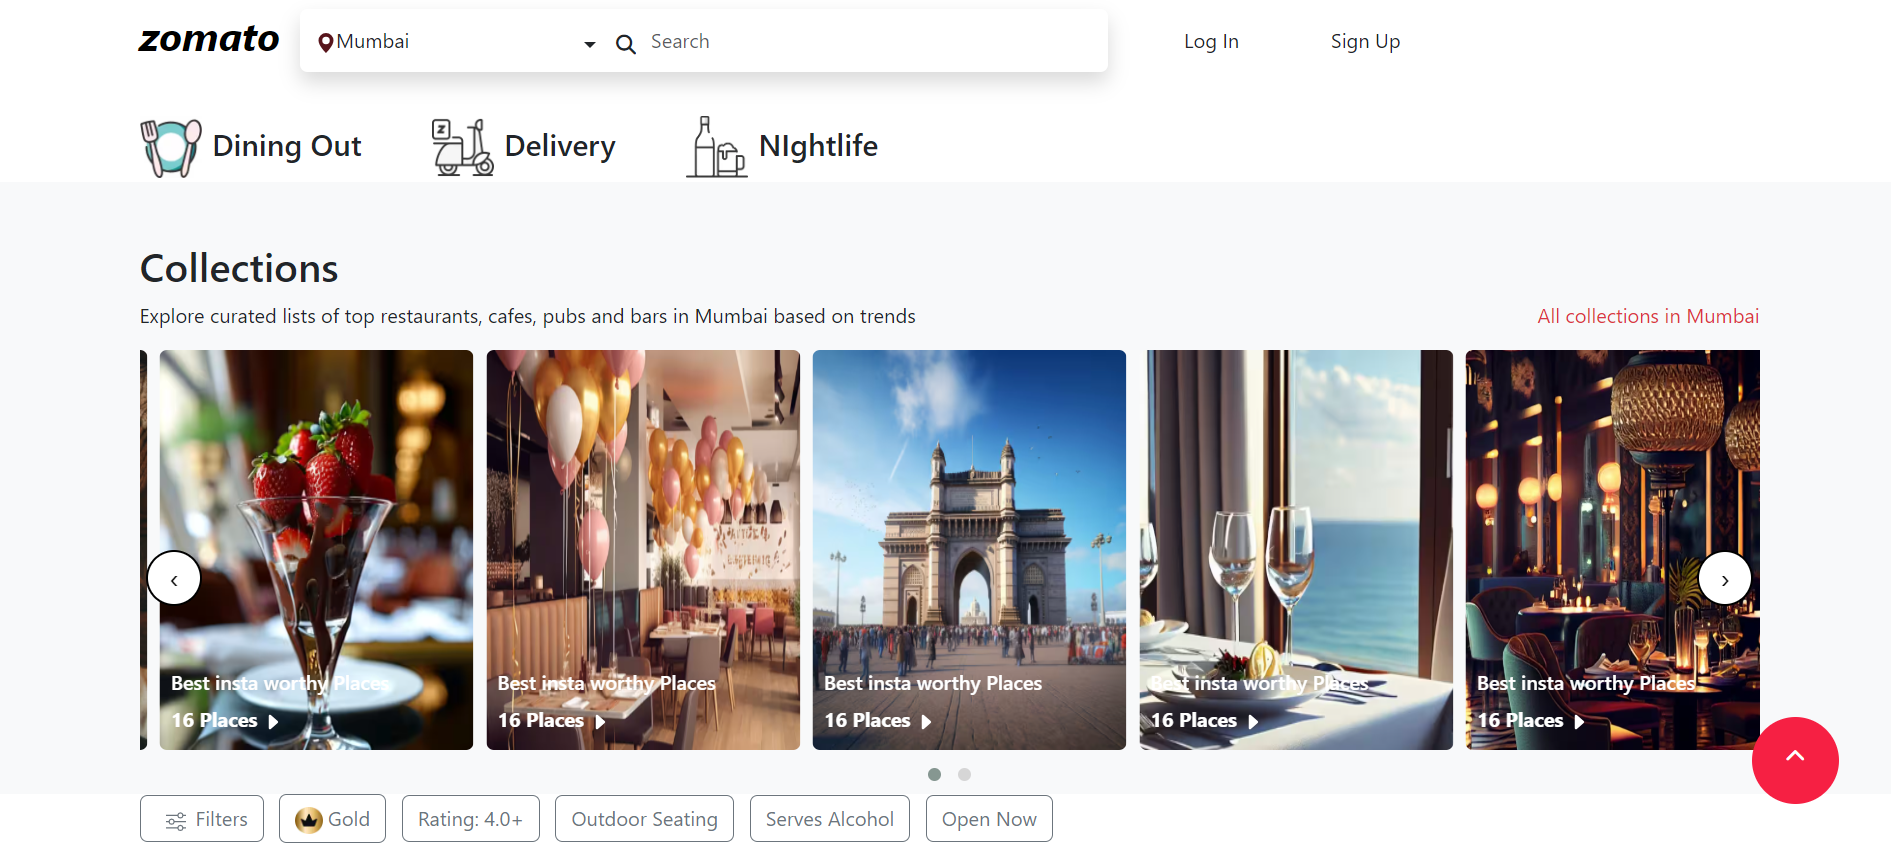 zomato
Mumbai
Search
Log In
Sign Up
Dining Out
Delivery
NIghtlife
Collections
Explore curated lists of top restaurants, cafes, pubs and bars in Mumbai based on trends
All collections in Mumbai
Best insta worthy Places
16 Places
Best insta worthy Places
16 Places
Best insta worthy Places
16 Places
Best insta worthy Places
16 Places
Best insta worthy Places
16 Places
Filters
Gold
Rating: 4.0+
Outdoor Seating
Serves Alcohol
Open Now